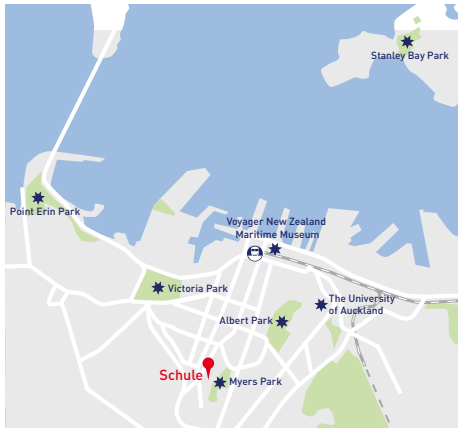 Stanley Bay Park
Point Erin Park
Voyager New Zealand
Maritime Museum
Victoria Park
The University
of Auckland
Albert Park
Schule
Myers Park